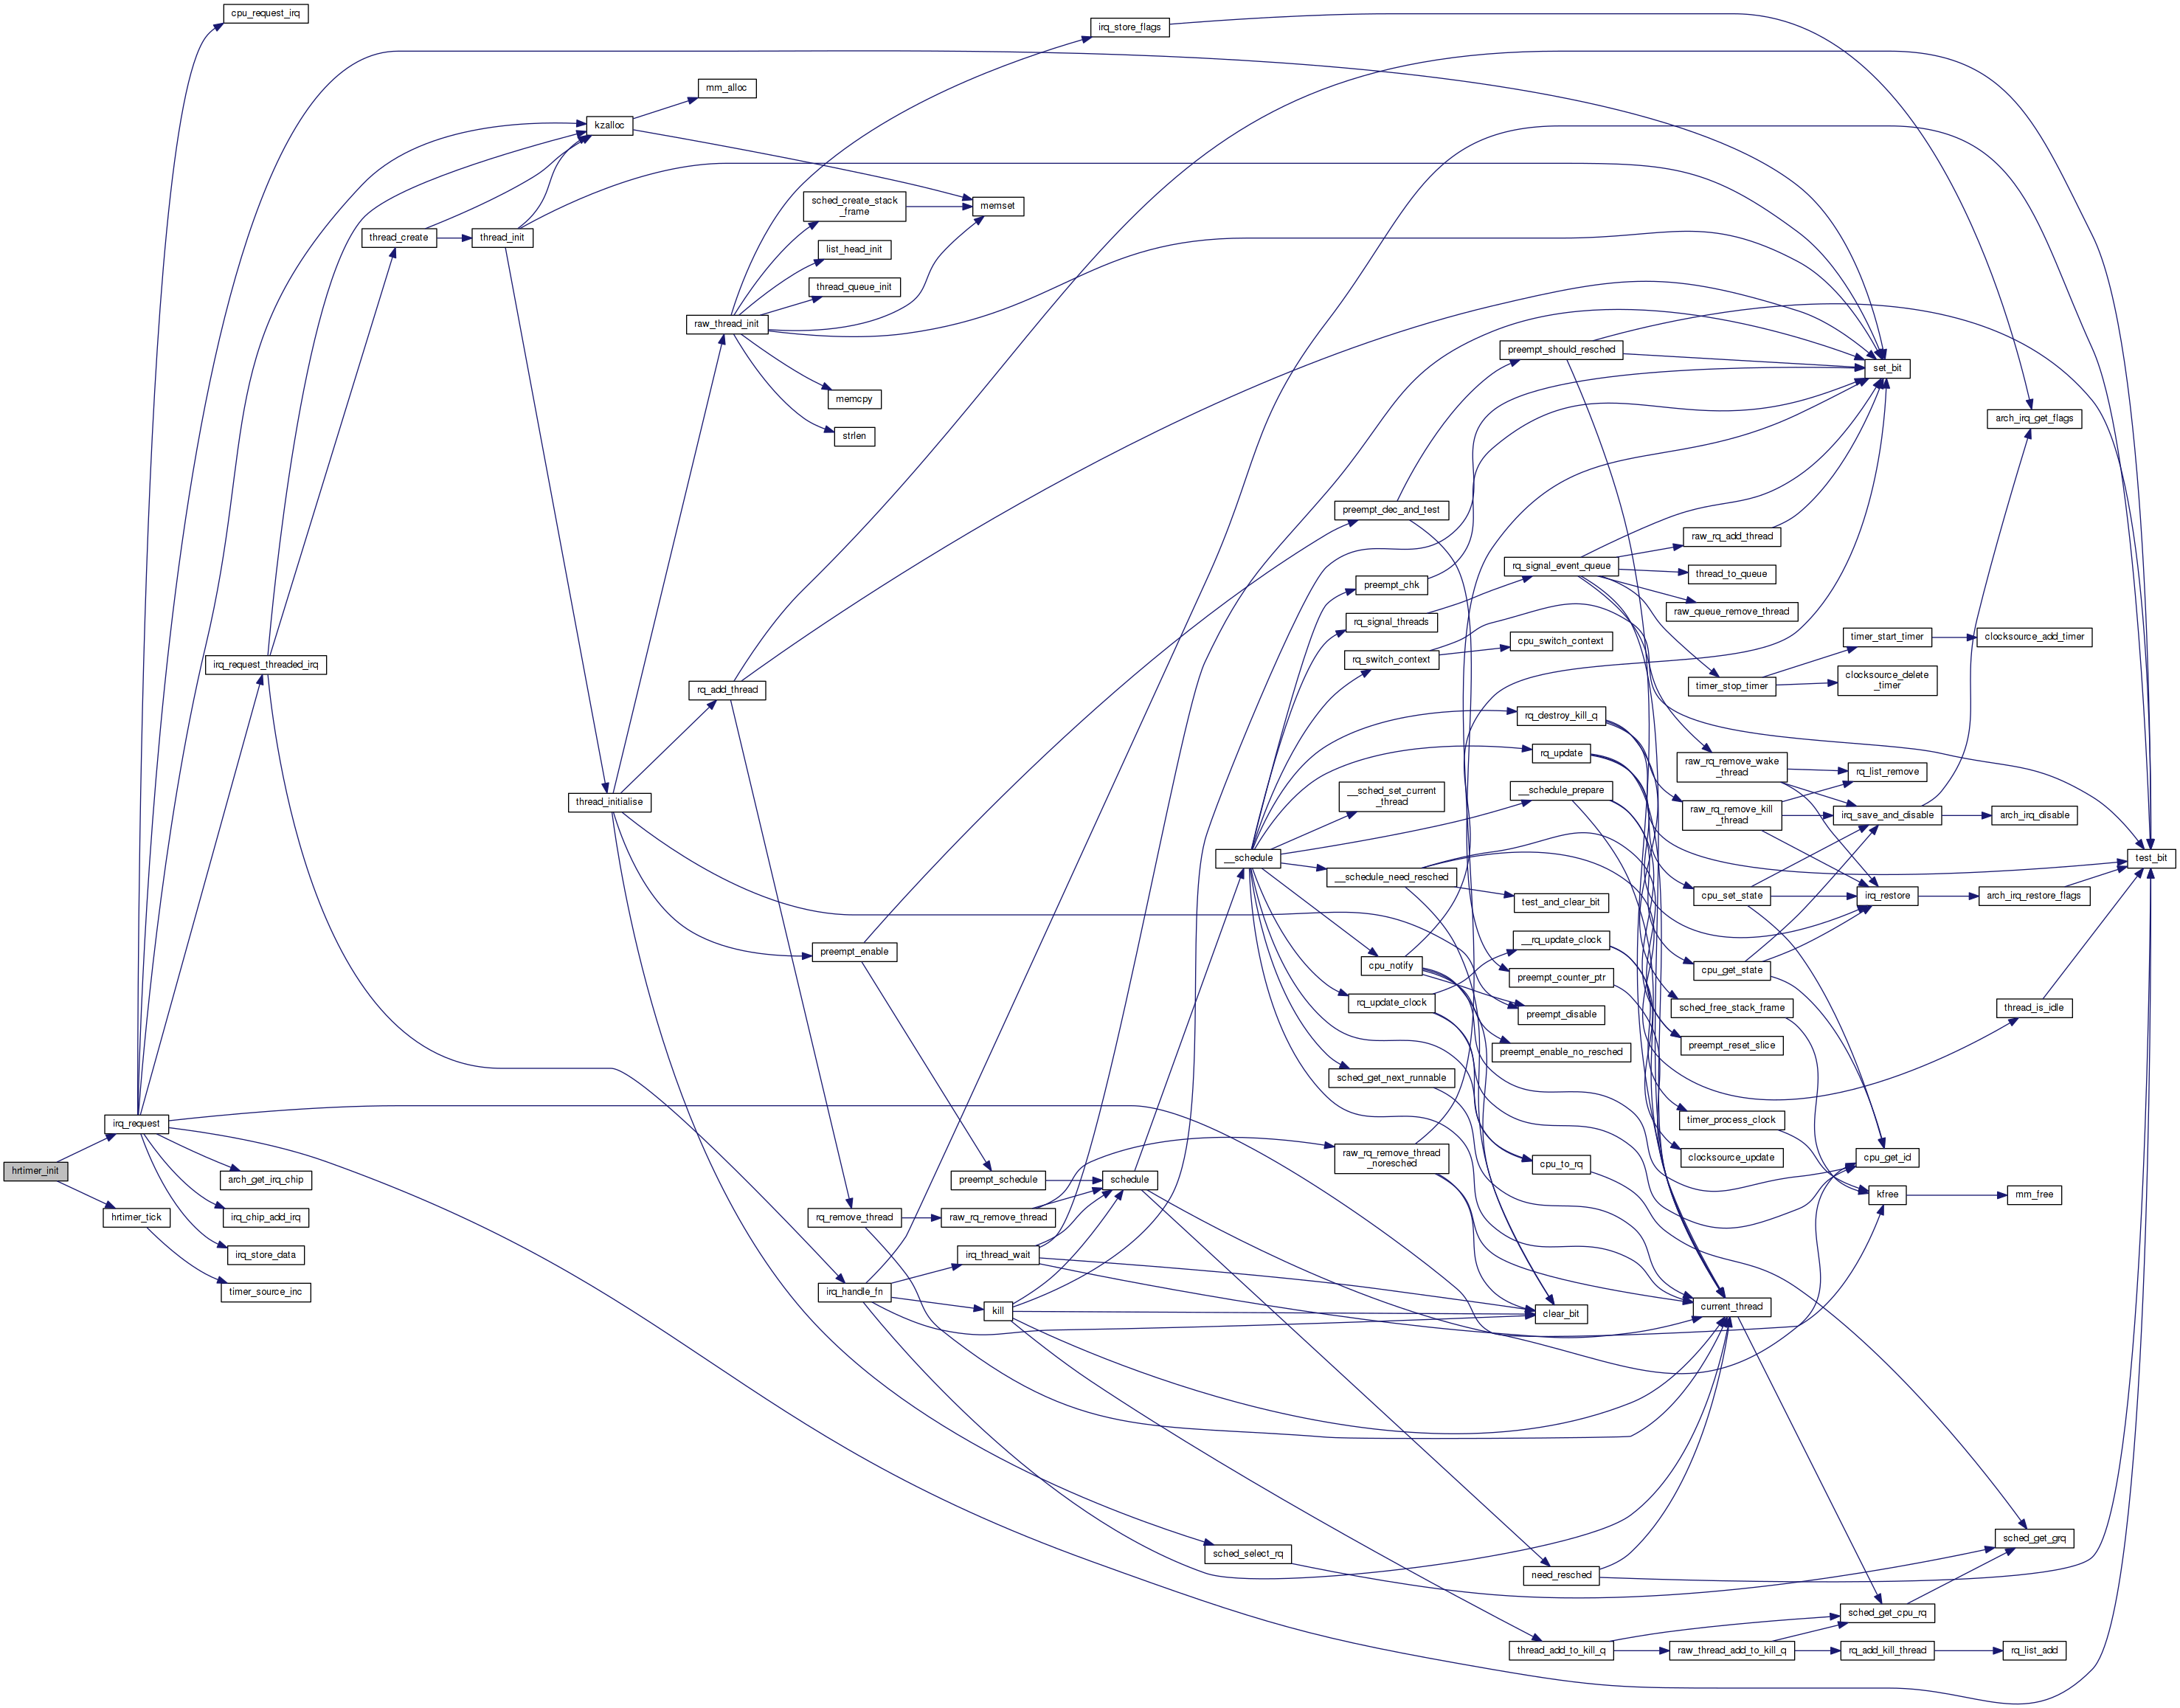 cpu_request_irq
irq_store_flags
mm_alloc
kzalloc
sched_create_stack
_frame
memset
thread_create
thread_init
list_head_init
thread_queue_init
raw_thread_init
preempt_should_resched
set_bit
memcpy
arch_irq_get_flags
strlen
preempt_dec_and_test
raw_rq_add_thread
rq_signal_event_queue
thread_to_queue
preempt_chk
raw_queue_remove_thread
rq_signal_threads
timer_start_timer
clocksource_add_timer
cpu_switch_context
rq_switch_context
irq_request_threaded_irq
clocksource_delete
_timer
timer_stop_timer
rq_add_thread
rq_destroy_kill_q
rq_update
raw_rq_remove_wake
_thread
rq_list_remove
__schedule_prepare
__sched_set_current
_thread
thread_initialise
raw_rq_remove_kill
_thread
irq_save_and_disable
arch_irq_disable
__schedule
test_bit
__schedule_need_resched
cpu_set_state
irq_restore
arch_irq_restore_flags
test_and_clear_bit
__rq_update_clock
preempt_enable
cpu_notify
cpu_get_state
preempt_counter_ptr
rq_update_clock
sched_free_stack_frame
thread_is_idle
preempt_disable
preempt_reset_slice
preempt_enable_no_resched
sched_get_next_runnable
timer_process_clock
irq_request
raw_rq_remove_thread
_noresched
clocksource_update
cpu_get_id
cpu_to_rq
hrtimer_init
arch_get_irq_chip
preempt_schedule
schedule
kfree
mm_free
hrtimer_tick
irq_chip_add_irq
rq_remove_thread
raw_rq_remove_thread
irq_store_data
irq_thread_wait
timer_source_inc
irq_handle_fn
kill
clear_bit
current_thread
sched_get_grq
sched_select_rq
need_resched
sched_get_cpu_rq
thread_add_to_kill_q
raw_thread_add_to_kill_q
rq_add_kill_thread
rq_list_add